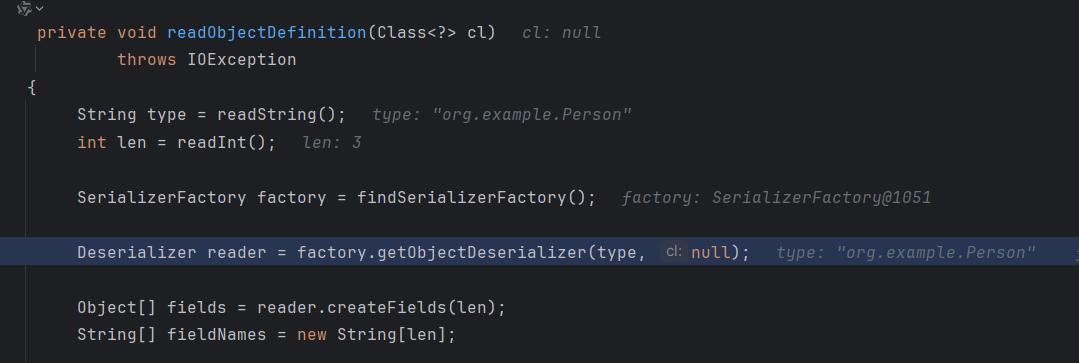 private void readObjectDefinition(Class<?> cl) cl: null
throws IOException
{
String type = readString(); type: "org.example.Person"
int len = readInt(); len: 3
SerializerFactory factory = findSerializerFactory(); factory: SerializerFactory@1051
Deserializer reader = factory.getObjectDeserializer(type, cl: null); type: "org.example.Person"
Object[] fields = reader.createFields(len);
String[] fieldNames = new String[len];